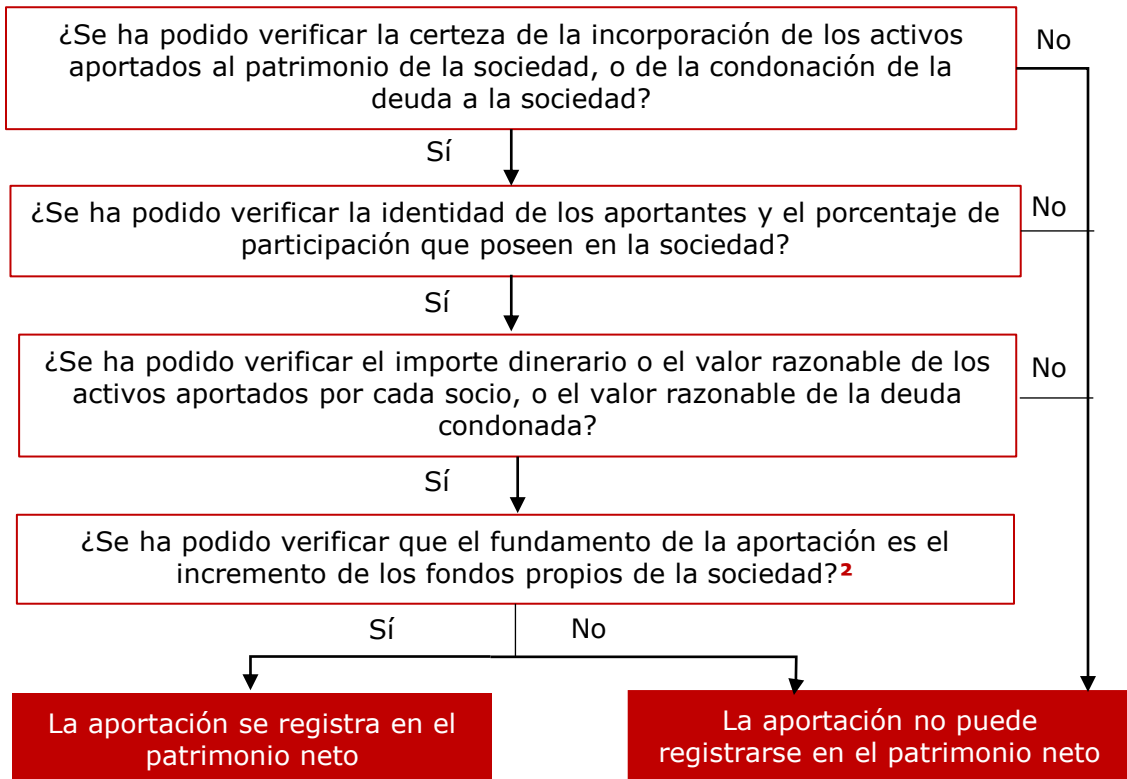 ¿Se ha podido verificar la certeza de la incorporación de los activos
aportados al patrimonio de la sociedad, o de la condonación de la
deuda a la sociedad?
No
Sí
¿Se ha podido verificar la identidad de los aportantes y el porcentaje de
participación que poseen en la sociedad?
No
Sí
¿Se ha podido verificar el importe dinerario o el valor razonable de los
activos aportados por cada socio, o el valor razonable de la deuda
condonada?
No
Sí
¿Se ha podido verificar que el fundamento de la aportación es el
incremento de los fondos propios de la sociedad?²
Sí
No
La aportación se registra en el
patrimonio neto
La aportación no puede
registrarse en el patrimonio neto